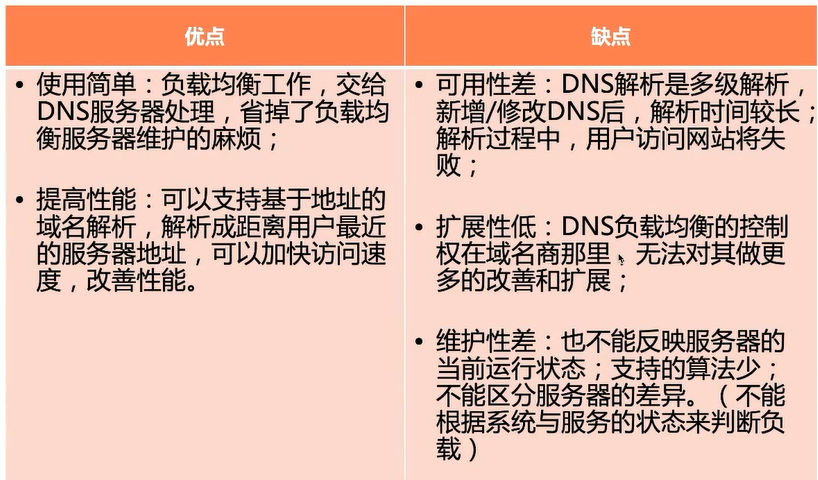 优点
• 使用简单：负载均衡工作，交给
DNS服务器处理，省掉了负载均
衡服务器维护的麻烦；
• 提高性能：可以支持基于地址的
域名解析，解析成距离用户最近
的服务器地址，可以加快访问速
度，改善性能。
缺点
• 可用性差：DNS解析是多级解析，
新增/修改DNS后，解析时间较长；
解析过程中，用户访问网站将失
败；
• 扩展性低：DNS负载均衡的控制
权在域名商那里，无法对其做更
多的改善和扩展；
• 维护性差：也不能反映服务器的
当前运行状态；支持的算法少；
不能区分服务器的差异。（不能
根据系统与服务的状态来判断负
载）